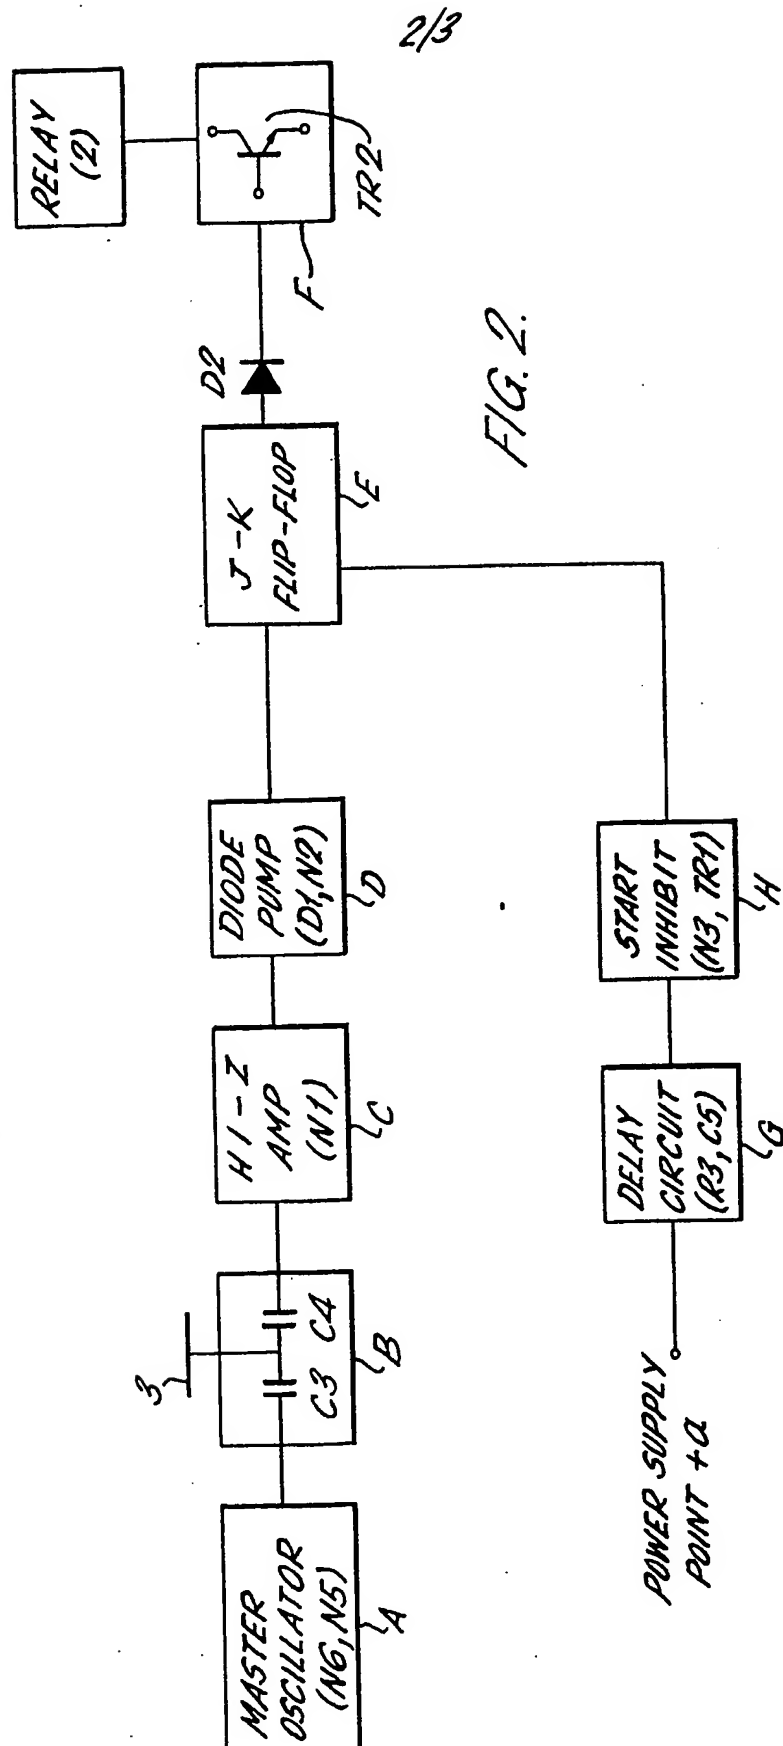 2/3
MASTER
OSCILLATOR
(N6, N5)
A
3
C3
C4
B
HI-Z
AMP
(N1)
C
DIODE
PUMP
(D1, N2)
D
J-K
FLIP-FLOP
E
D2
F
TR2
RELAY
(2)
POWER SUPPLY
POINT +a
DELAY
CIRCUIT
(R3, C5)
G
START
INHIBIT
(N3, TR1)
H
FIG. 2.